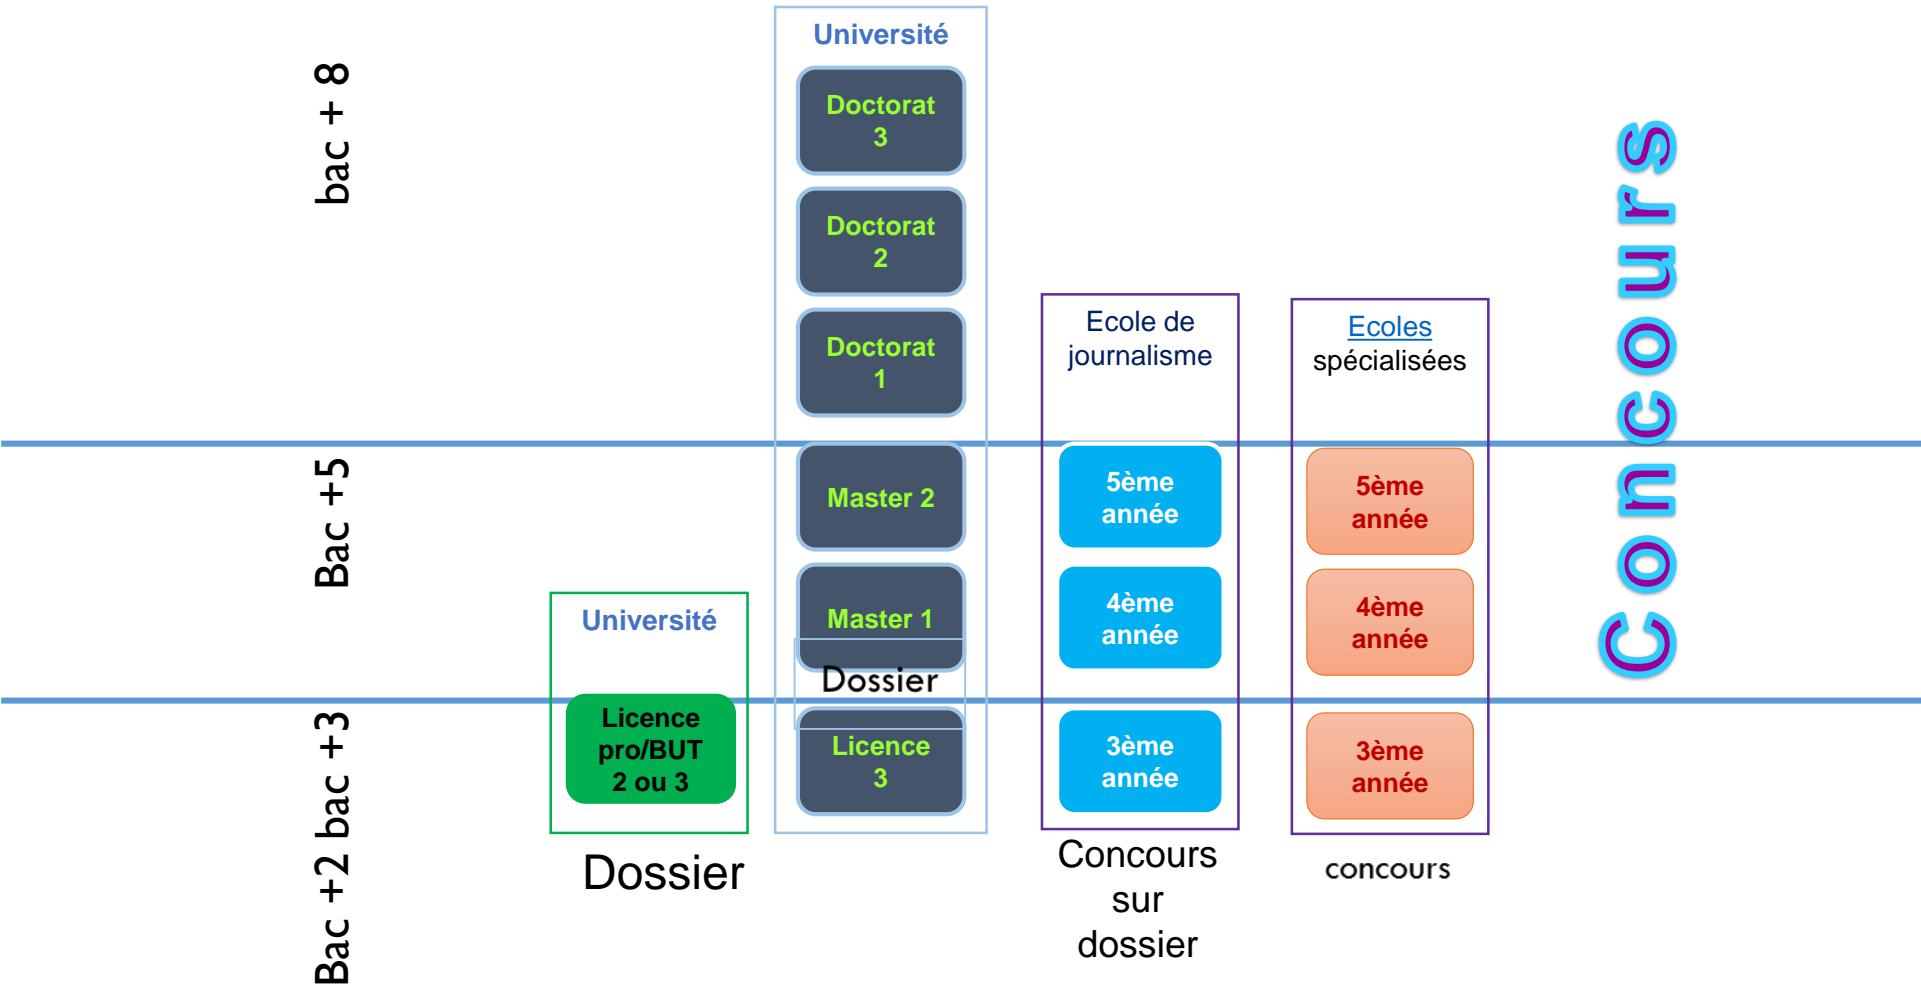 bac + 8
Bac +5
Bac +2 bac +3
Université
Licence
pro/BUT
2 ou 3
Dossier
Université
Doctorat
3
Doctorat
2
Doctorat
1
Master 2
Master 1
Dossier
Licence
3
Ecole de
journalisme
5ème
année
4ème
année
3ème
année
Concours
sur
dossier
Ecoles
spécialisées
5ème
année
4ème
année
3ème
année
concours
Concours